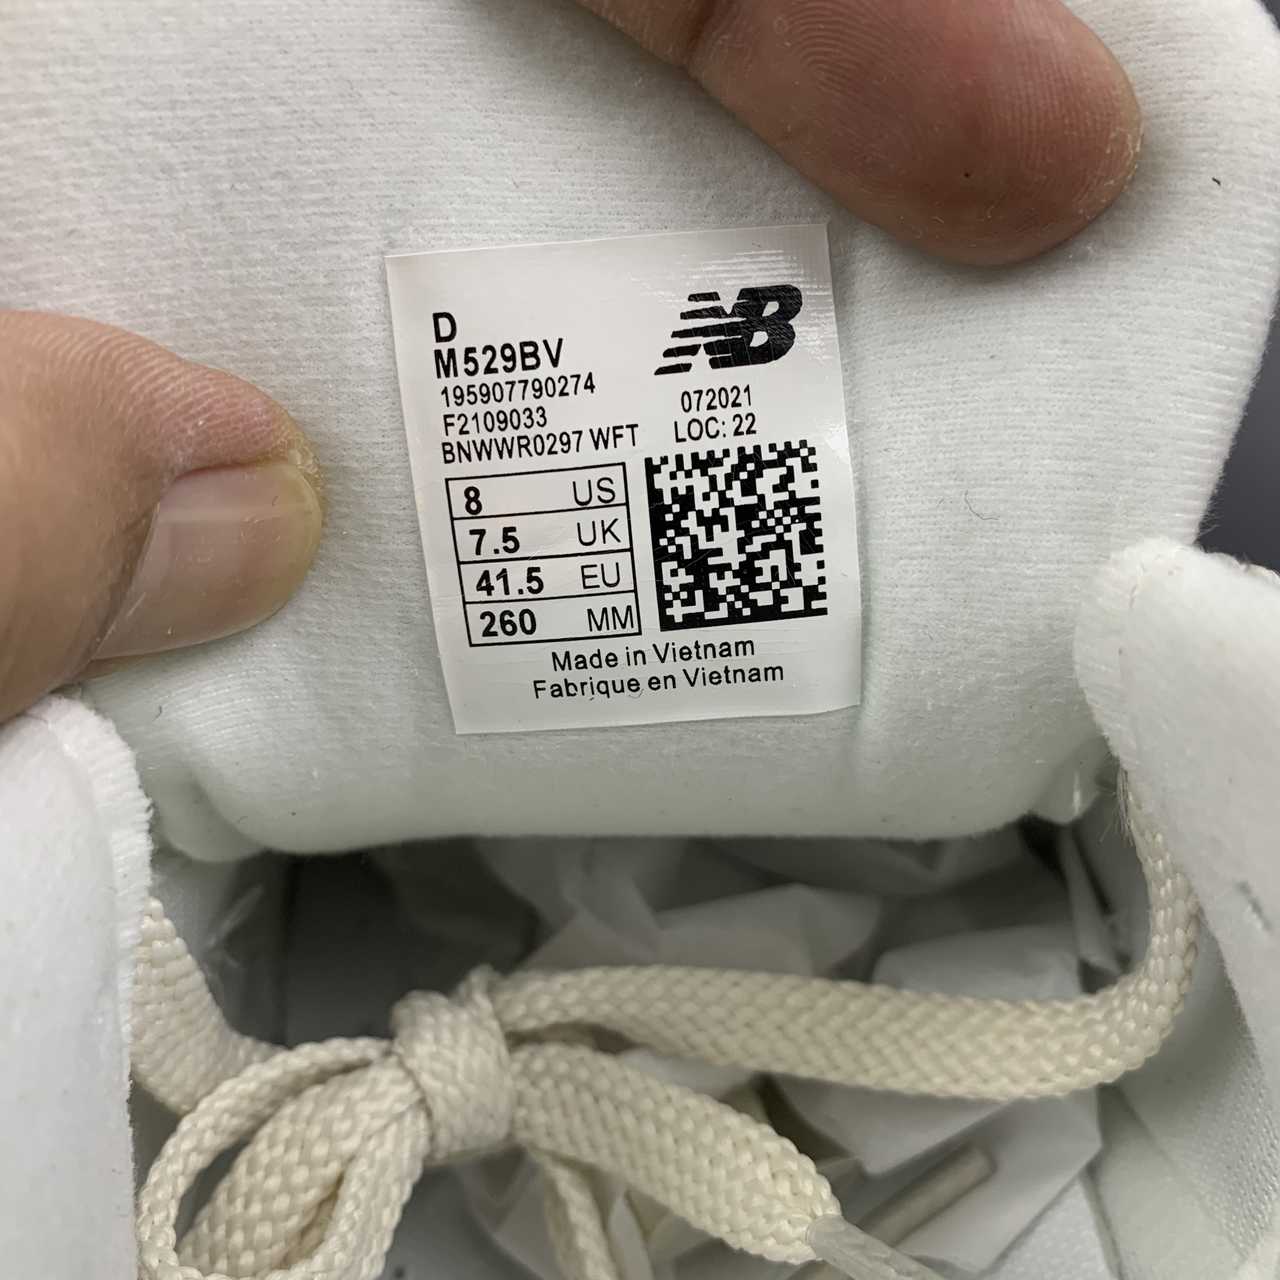 D
M529BV
195907790274
F2109033
BNWWR0297 WFT
NB
072021
LOC: 22
8 US
7.5 UK
41.5 EU
260 MM
Made in Vietnam
Fabrique en Vietnam